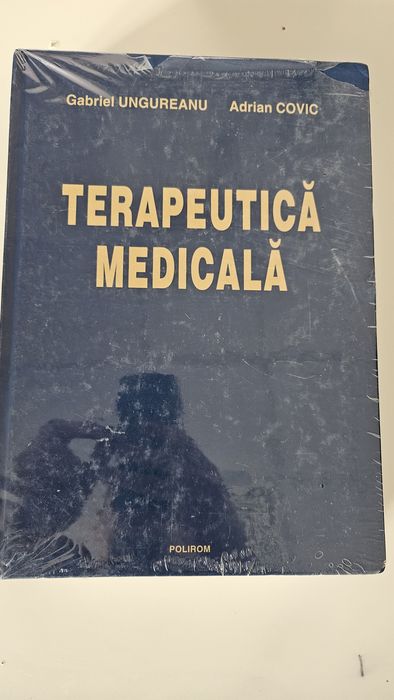 Gabriel UNGUREANU Adrian COVIC
TERAPEUTICĂ
MEDICALĂ
POLIROM